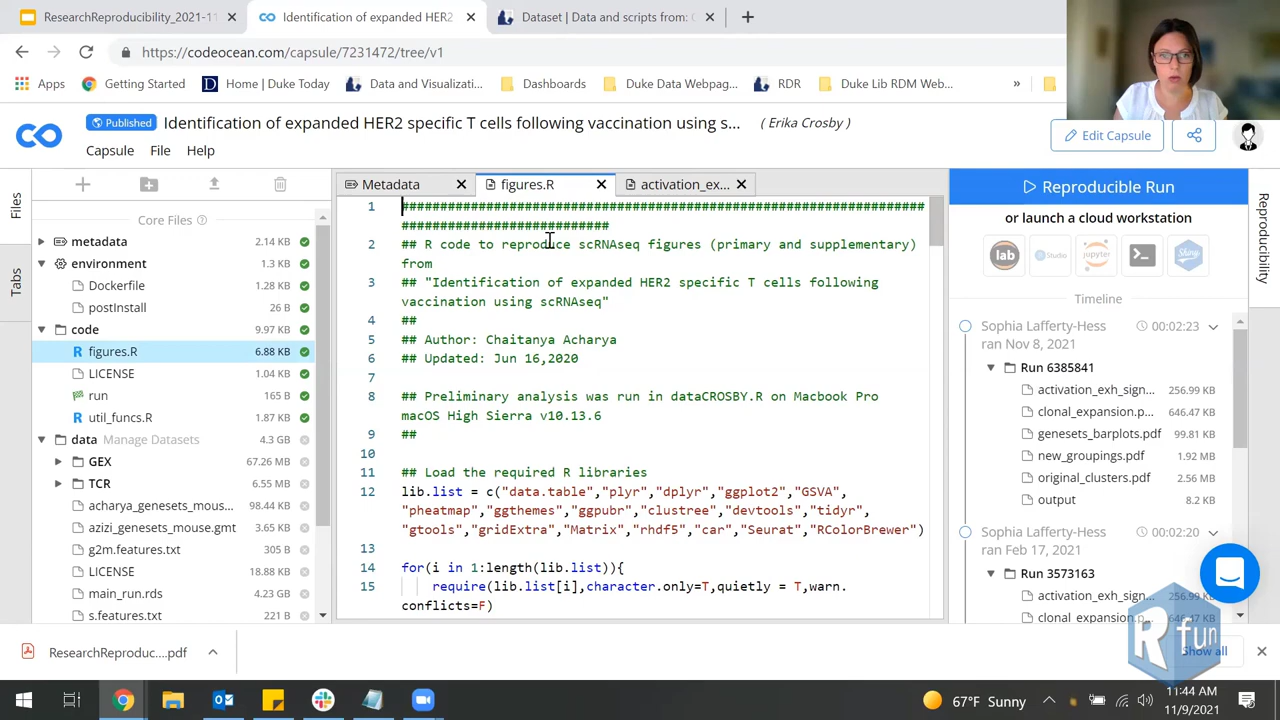 ResearchReproducibility_2021-11
Identification of expanded HER2
Dataset | Data and scripts from: C
codeocean.com/capsule/7231472/tree/v1
Apps
Getting Started
Home | Duke Today
Data and Visualizati...
Dashboards
Duke Data Webpag...
RDR
Duke Lib RDM Web...
»
Published
Identification of expanded HER2 specific T cells following vaccination using s...
( Erika Crosby )
Edit Capsule
Capsule
File
Help
Files
Tabs
Core Files
metadata 2.14 KB
environment 1.3 KB
Dockerfile 1.28 KB
postInstall 26 B
code 9.97 KB
R figures.R 6.88 KB
LICENSE 1.04 KB
run 165 B
R util_funcs.R 1.87 KB
data Manage Datasets 4.3 GB
GEX 67.26 MB
TCR 6.55 MB
acharya_genesets_mous... 98.44 KB
azizi_genesets_mouse.gmt 3.65 KB
g2m.features.txt 305 B
LICENSE 18.88 KB
main_run.rds 4.23 GB
s.features.txt 221 B
Metadata
figures.R
activation_ex...
1 #####################################################################
###########################
2 ## R code to reproduce scRNAseq figures (primary and supplementary)
from
3 ## "Identification of expanded HER2 specific T cells following
vaccination using scRNAseq"
4 ##
5 ## Author: Chaitanya Acharya
6 ## Updated: Jun 16,2020
7
8 ## Preliminary analysis was run in dataCROSBY.R on Macbook Pro
macOS High Sierra v10.13.6
9 ##
10
11 ## Load the required R libraries
12 lib.list = c("data.table","plyr","dplyr","ggplot2","GSVA",
"pheatmap","ggthemes","ggpubr","clustree","devtools","tidyr",
"gtools","gridExtra","Matrix","rhdf5","car","Seurat","RColorBrewer")
13
14 for(i in 1:length(lib.list)){
15 require(lib.list[i],character.only=T,quietly = T,warn.
conflicts=F)
Reproducible Run
or launch a cloud workstation
lab
Studio
jupyter
Shiny
Timeline
Reproducibility
Sophia Lafferty-Hess 00:02:23
ran Nov 8, 2021
Run 6385841
activation_exh_sign... 256.99 KB
clonal_expansion.p... 646.47 KB
genesets_barplots.pdf 99.81 KB
new_groupings.pdf 1.92 MB
original_clusters.pdf 2.56 MB
output 8.2 KB
Sophia Lafferty-Hess 00:02:20
ran Feb 17, 2021
Run 3573163
activation_exh_sign... 256.99 KB
clonal_expansion.p...
R fun
ResearchReproduc....pdf
Show all
67°F Sunny
11:44 AM
11/9/2021